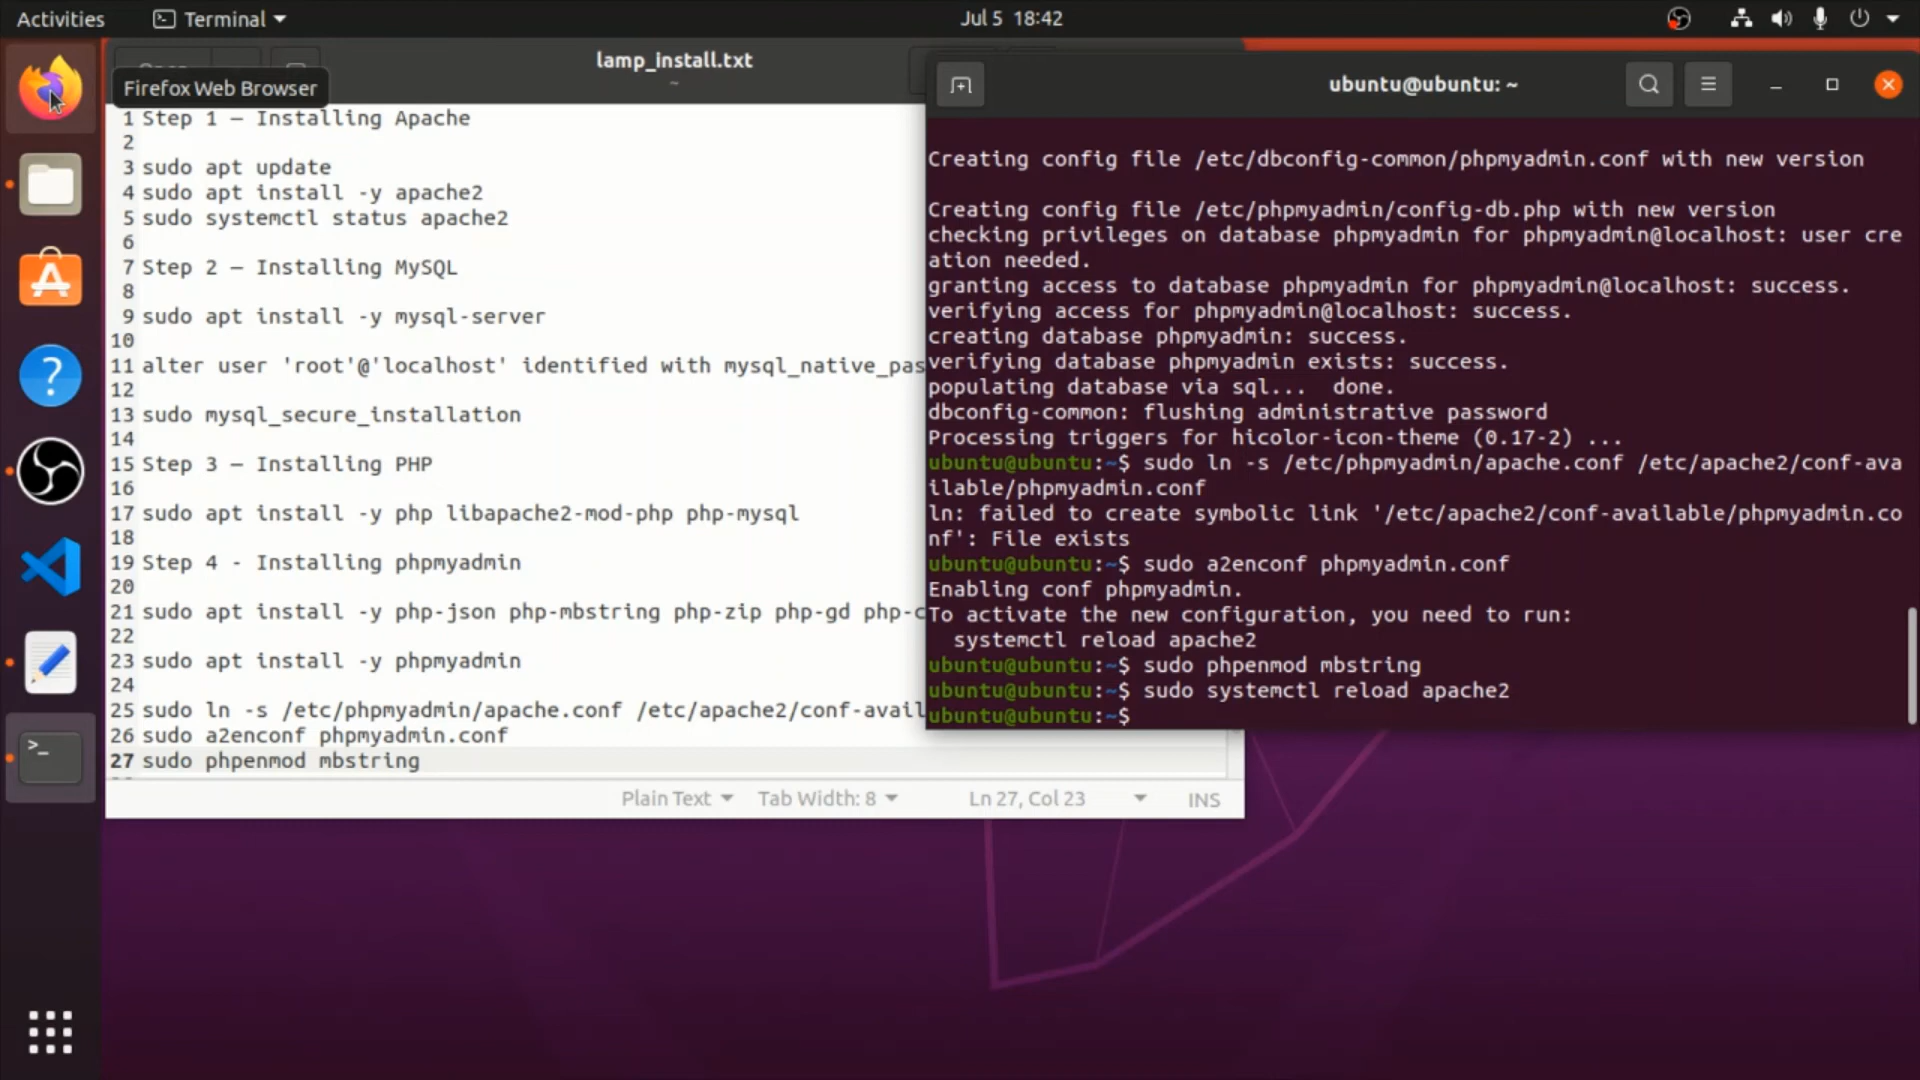 Activities
Terminal
Jul 5 18:42
Firefox Web Browser
lamp_install.txt
~
1 Step 1 – Installing Apache
2
3 sudo apt update
4 sudo apt install -y apache2
5 sudo systemctl status apache2
6
7 Step 2 – Installing MySQL
8
9 sudo apt install -y mysql-server
10
11 alter user 'root'@'localhost' identified with mysql_native_pas
12
13 sudo mysql_secure_installation
14
15 Step 3 – Installing PHP
16
17 sudo apt install -y php libapache2-mod-php php-mysql
18
19 Step 4 - Installing phpmyadmin
20
21 sudo apt install -y php-json php-mbstring php-zip php-gd php-c
22
23 sudo apt install -y phpmyadmin
24
25 sudo ln -s /etc/phpmyadmin/apache.conf /etc/apache2/conf-avail
26 sudo a2enconf phpmyadmin.conf
27 sudo phpenmod mbstring
Plain Text
Tab Width: 8
Ln 27, Col 23
INS
ubuntu@ubuntu: ~
Creating config file /etc/dbconfig-common/phpmyadmin.conf with new version
Creating config file /etc/phpmyadmin/config-db.php with new version
checking privileges on database phpmyadmin for phpmyadmin@localhost: user cre
ation needed.
granting access to database phpmyadmin for phpmyadmin@localhost: success.
verifying access for phpmyadmin@localhost: success.
creating database phpmyadmin: success.
verifying database phpmyadmin exists: success.
populating database via sql...  done.
dbconfig-common: flushing administrative password
Processing triggers for hicolor-icon-theme (0.17-2) ...
ubuntu@ubuntu:~$ sudo ln -s /etc/phpmyadmin/apache.conf /etc/apache2/conf-ava
ilable/phpmyadmin.conf
ln: failed to create symbolic link '/etc/apache2/conf-available/phpmyadmin.co
nf': File exists
ubuntu@ubuntu:~$ sudo a2enconf phpmyadmin.conf
Enabling conf phpmyadmin.
To activate the new configuration, you need to run:
  systemctl reload apache2
ubuntu@ubuntu:~$ sudo phpenmod mbstring
ubuntu@ubuntu:~$ sudo systemctl reload apache2
ubuntu@ubuntu:~$